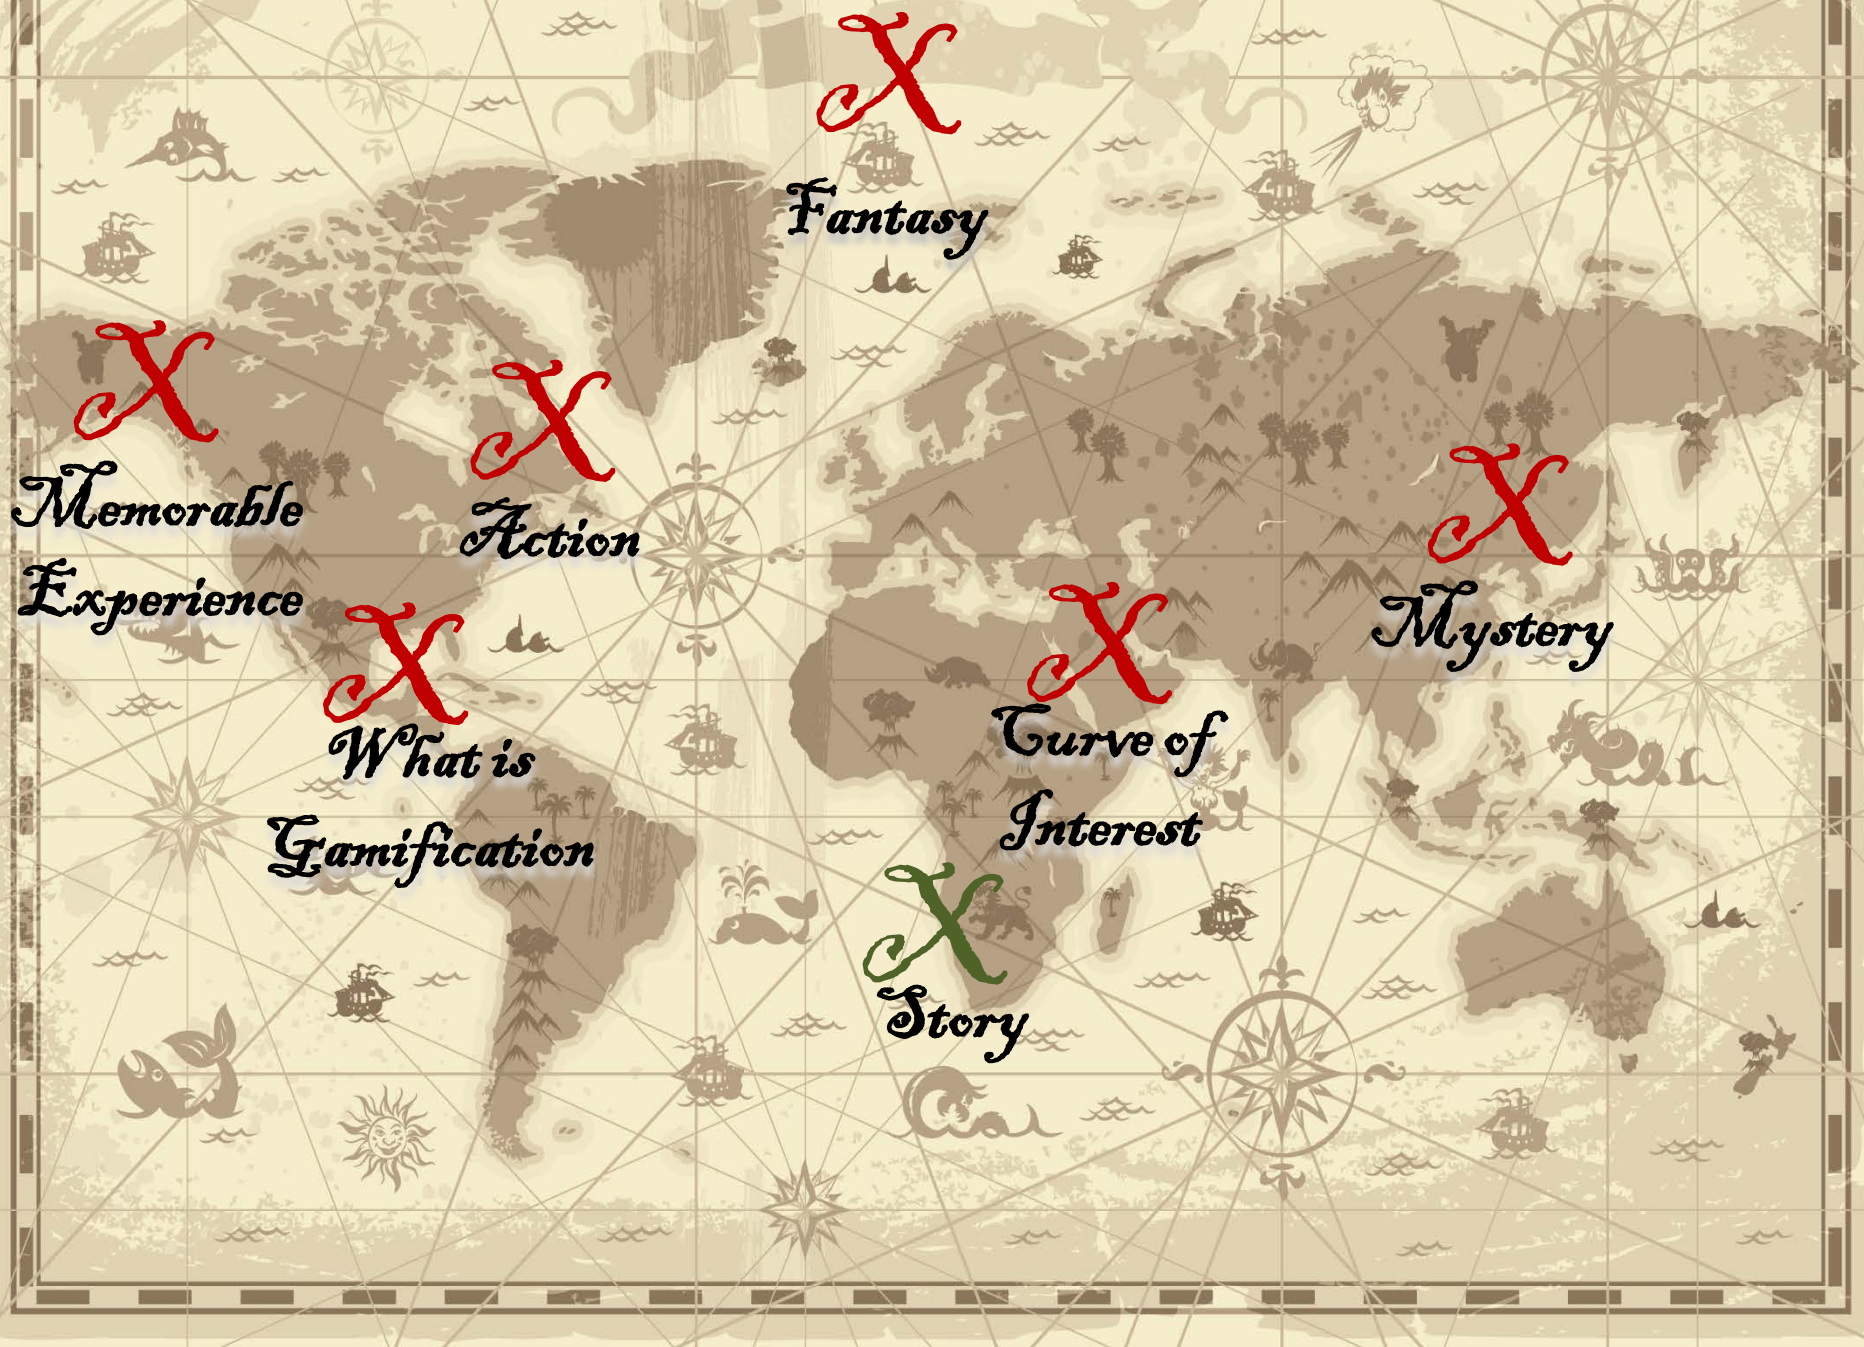 X
Fantasy
X
Memorable
Experience
X
Action
X
Mystery
X
What is
Gamification
X
Curve of
Interest
X
Story